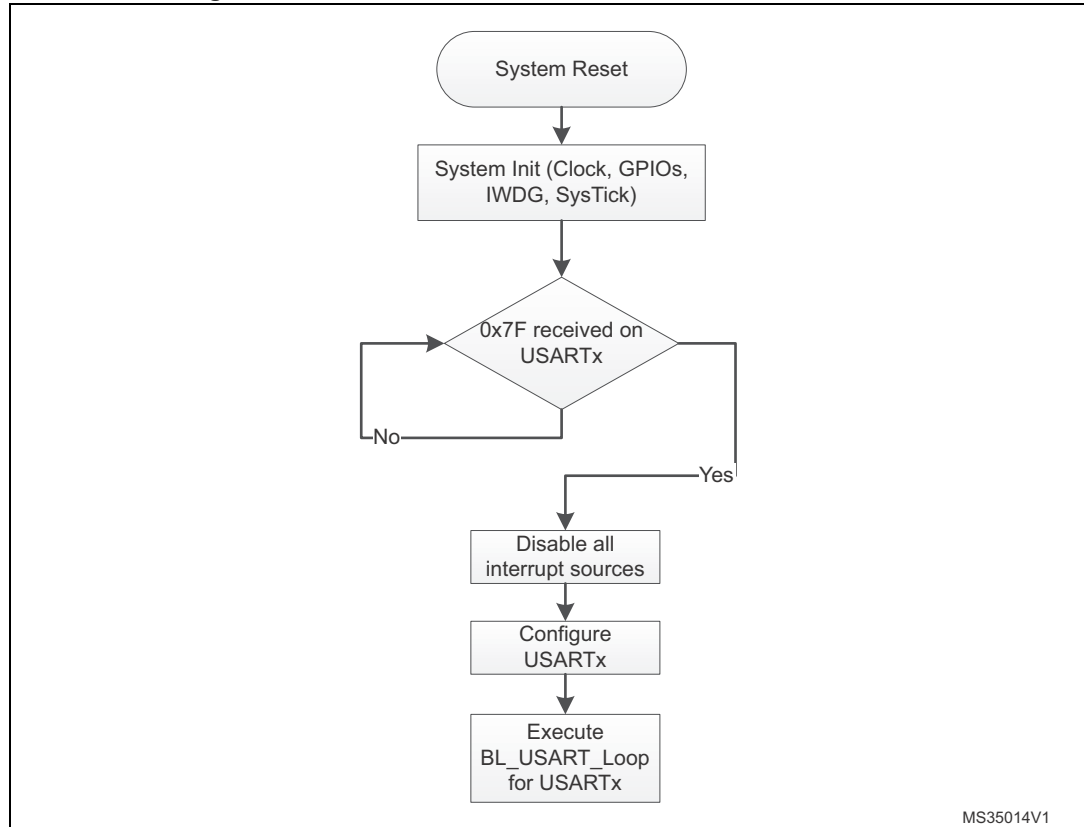 System Reset
System Init (Clock, GPIOs,
IWDG, SysTick)
0x7F received on
USARTx
No
Yes
Disable all
interrupt sources
Configure
USARTx
Execute
BL_USART_Loop
for USARTx
MS35014V1